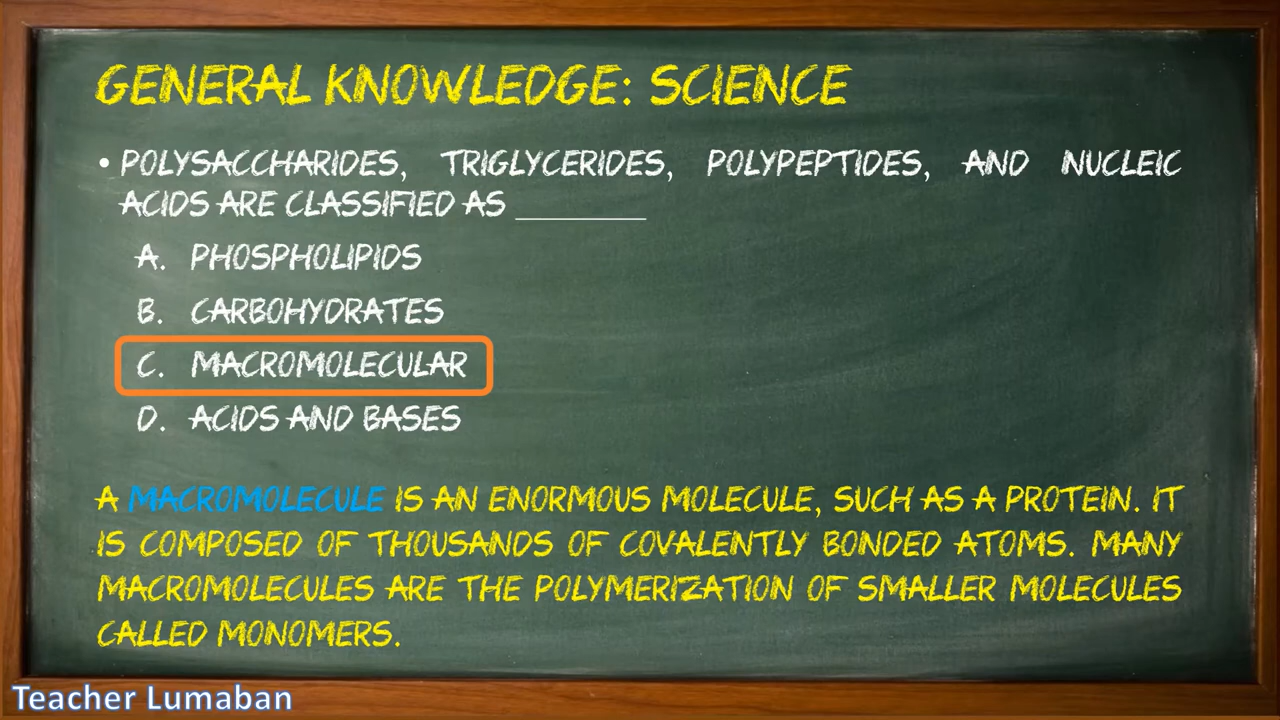 GENERAL KNOWLEDGE: SCIENCE
• POLYSACCHARIDES, TRIGLYCERIDES, POLYPEPTIDES, AND NUCLEIC
ACIDS ARE CLASSIFIED AS ________
A. PHOSPHOLIPIDS
B. CARBOHYDRATES
C. MACROMOLECULAR
D. ACIDS AND BASES
A MACROMOLECULE IS AN ENORMOUS MOLECULE, SUCH AS A PROTEIN. IT
IS COMPOSED OF THOUSANDS OF COVALENTLY BONDED ATOMS. MANY
MACROMOLECULES ARE THE POLYMERIZATION OF SMALLER MOLECULES
CALLED MONOMERS.
Teacher Lumaban